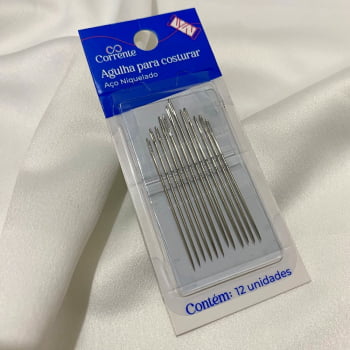 Corrente
Agulha para costurar
Aço Niquelado
Contém: 12 unidades